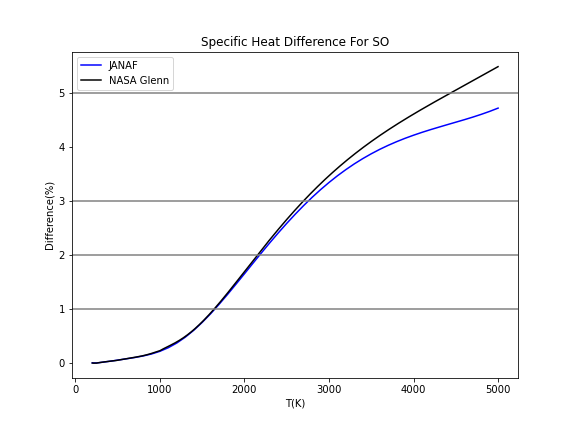 Specific Heat Difference For SO
JANAF
NASA Glenn
Difference(%)
5
4
3
2
1
0
0 1000 2000 3000 4000 5000
T(K)